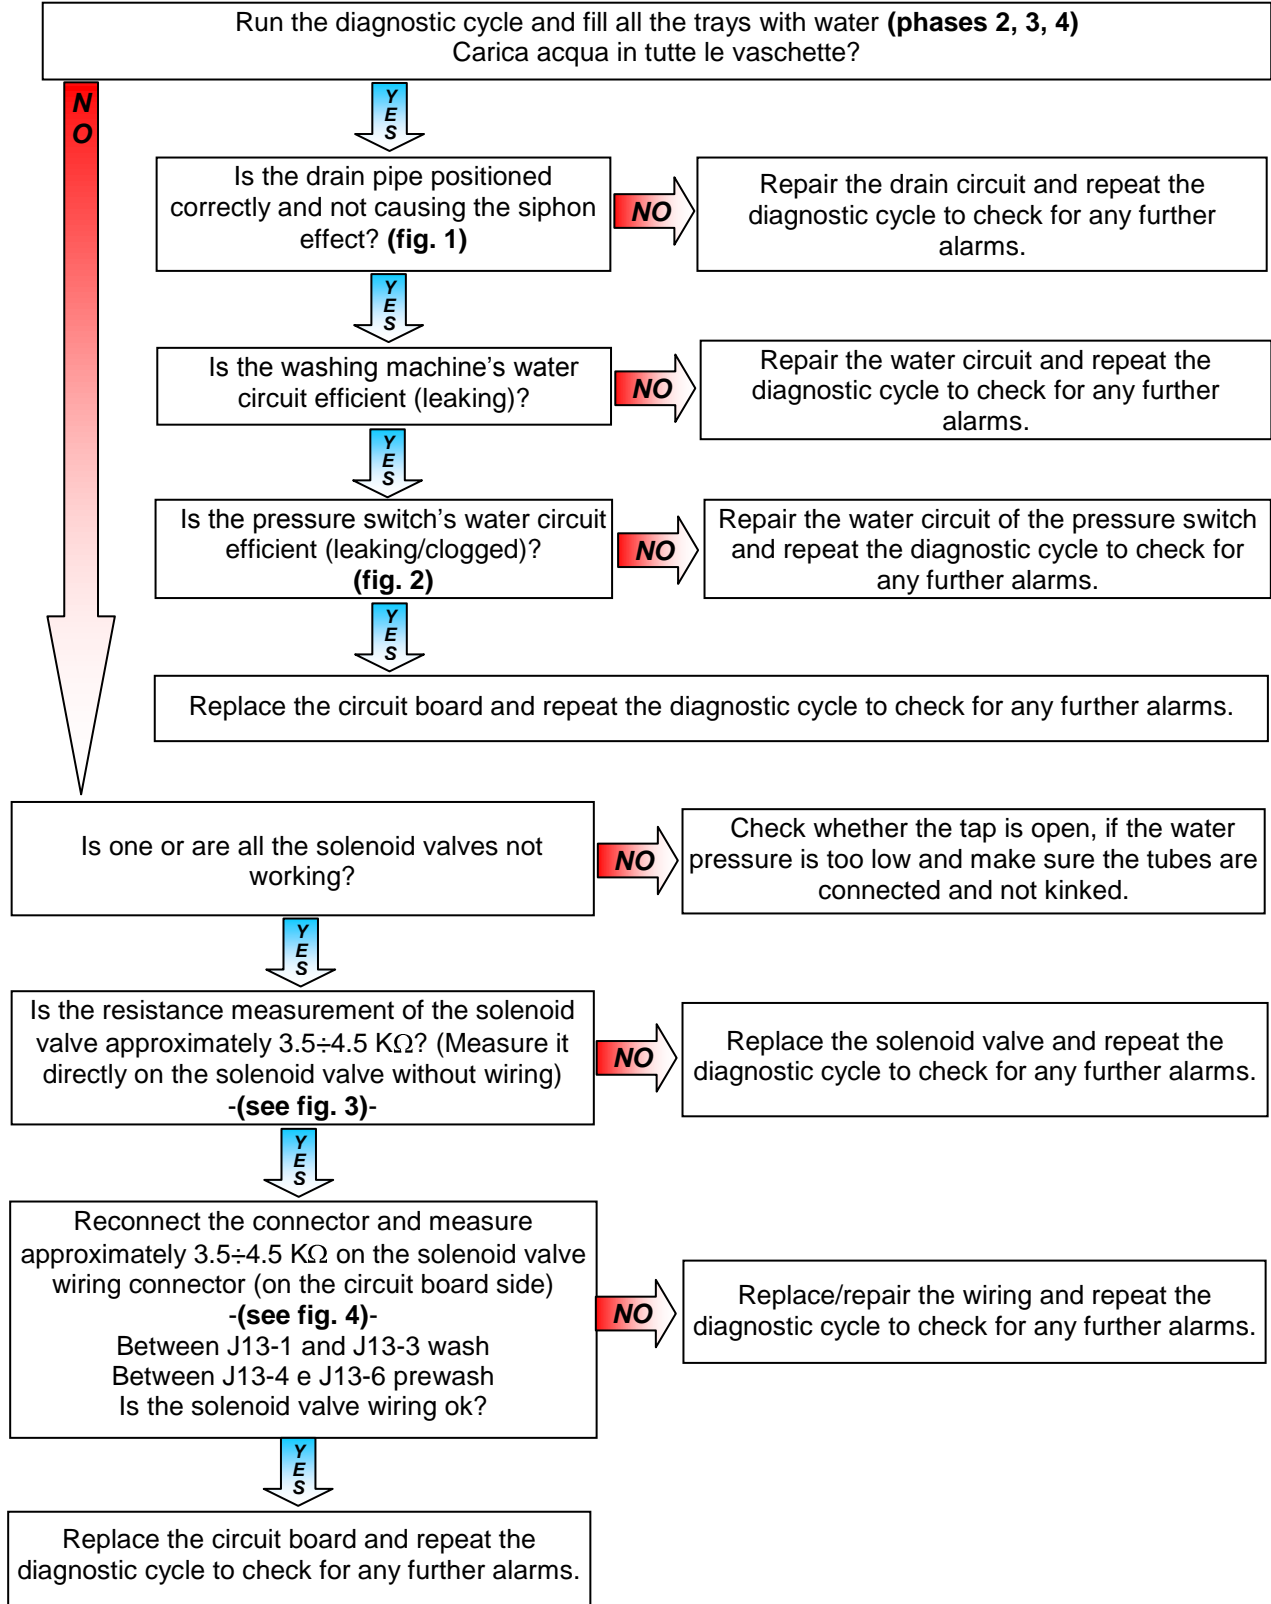 Run the diagnostic cycle and fill all the trays with water (phases 2, 3, 4)
Carica acqua in tutte le vaschette?
NO
YES
Is the drain pipe positioned
correctly and not causing the siphon
effect? (fig. 1)
NO
Repair the drain circuit and repeat the
diagnostic cycle to check for any further
alarms.
YES
Is the washing machine's water
circuit efficient (leaking)?
NO
Repair the water circuit and repeat the
diagnostic cycle to check for any further
alarms.
YES
Is the pressure switch's water circuit
efficient (leaking/clogged)?
(fig. 2)
NO
Repair the water circuit of the pressure switch
and repeat the diagnostic cycle to check for
any further alarms.
YES
Replace the circuit board and repeat the diagnostic cycle to check for any further alarms.
Is one or are all the solenoid valves not
working?
NO
Check whether the tap is open, if the water
pressure is too low and make sure the tubes are
connected and not kinked.
YES
Is the resistance measurement of the solenoid
valve approximately 3.5÷4.5 KΩ? (Measure it
directly on the solenoid valve without wiring)
-(see fig. 3)-
NO
Replace the solenoid valve and repeat the
diagnostic cycle to check for any further alarms.
YES
Reconnect the connector and measure
approximately 3.5÷4.5 KΩ on the solenoid valve
wiring connector (on the circuit board side)
-(see fig. 4)-
Between J13-1 and J13-3 wash
Between J13-4 e J13-6 prewash
Is the solenoid valve wiring ok?
NO
Replace/repair the wiring and repeat the
diagnostic cycle to check for any further alarms.
YES
Replace the circuit board and repeat the
diagnostic cycle to check for any further alarms.